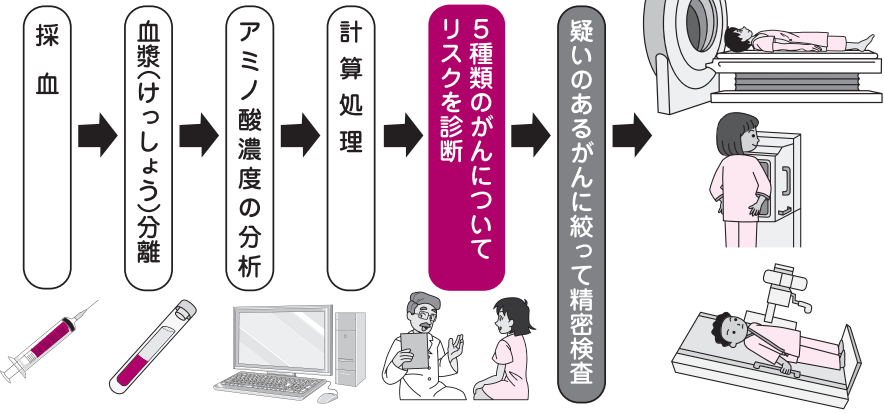 採血
血漿(けっしょう)分離
アミノ酸濃度の分析
計算処理
5種類のがんについて
リスクを診断
疑いのあるがんに絞って精密検査